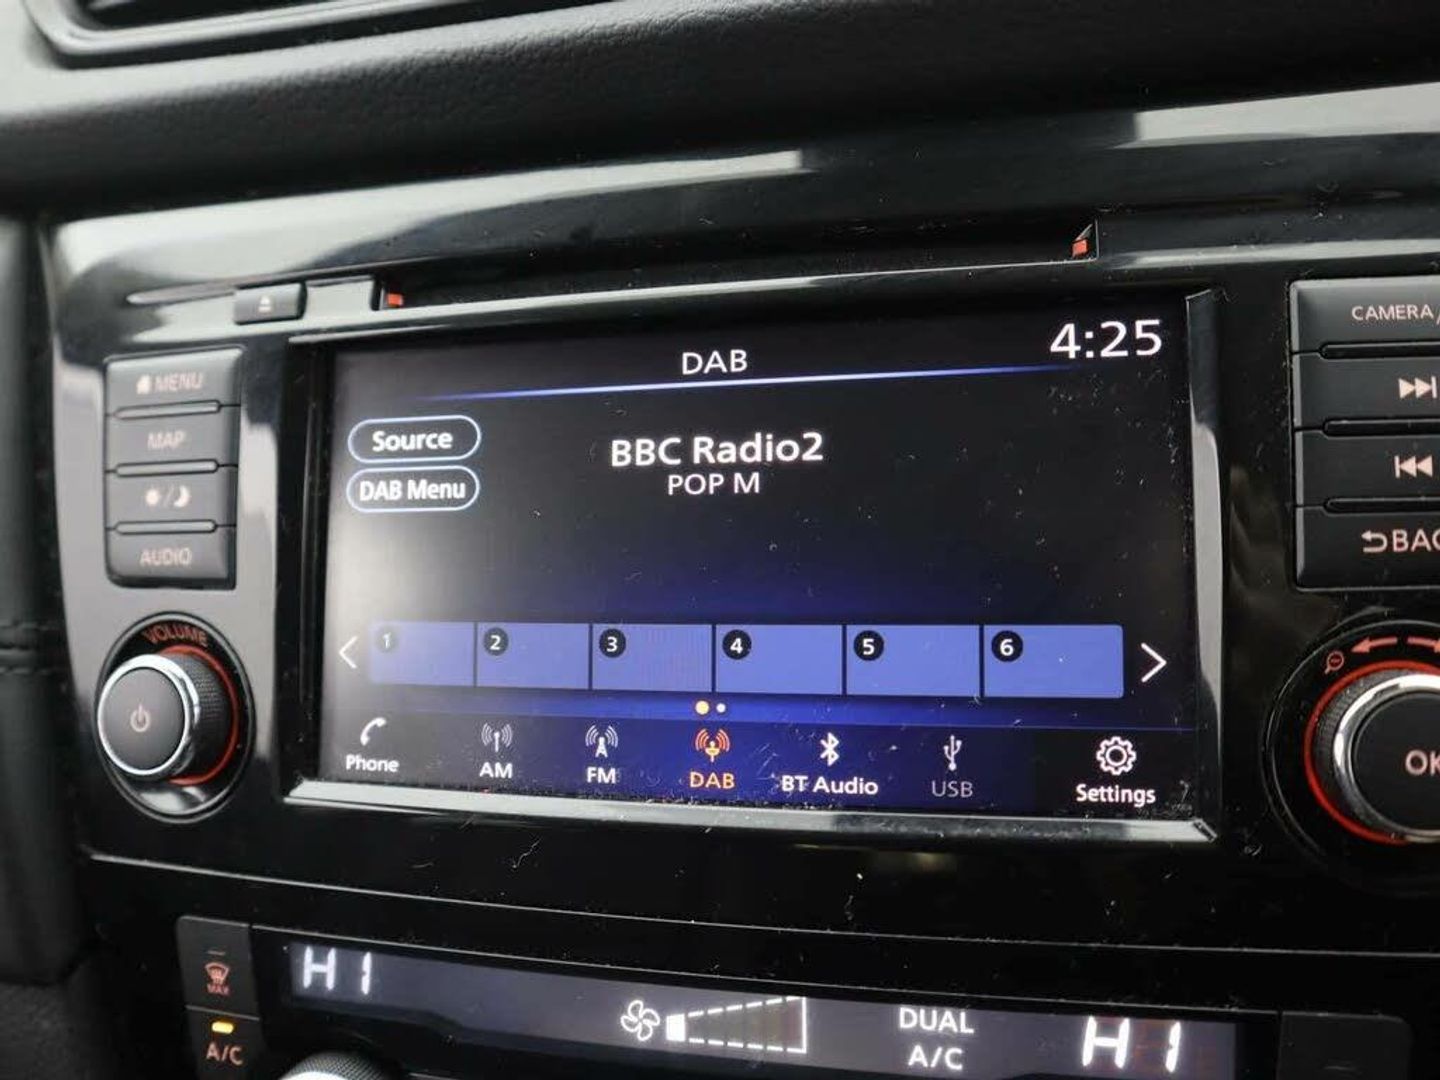 CAMERA/
MENU
MAP
AUDIO
VOLUME
DAB
4:25
Source
DAB Menu
BBC Radio2
POP M
1 2 3 4 5 6
Phone
AM
FM
DAB
BT Audio
USB
Settings
BAC
OK
MAX
A/C
HI
DUAL
A/C
HI